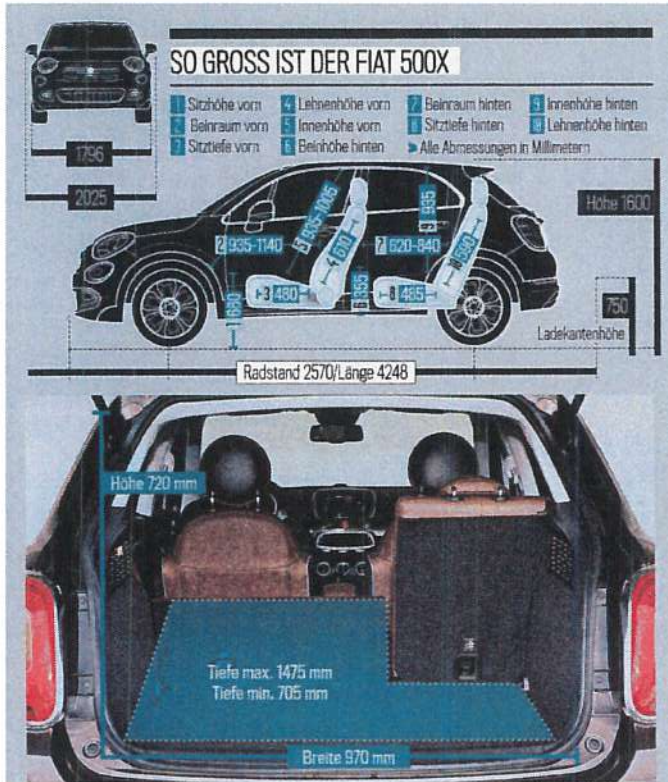 SO GROSS IST DER FIAT 500X
1 Sitzhöhe vorn
2 Beinraum vorn
3 Sitztiefe vorn
4 Lehnenhöhe vorn
5 Innenhöhe vorn
6 Beinhöhe hinten
7 Beinraum hinten
8 Sitztiefe hinten
9 Innenhöhe hinten
10 Lehnenhöhe hinten
Alle Abmessungen in Millimetern
1796
2025
Höhe 1600
2 935-1140
5 935-1005
4 610
7 620-840
9 935
10 590
3 480
8 485
6 355
1 680
750
Ladekantenhöhe
Radstand 2570/Länge 4248
Höhe 720 mm
Tiefe max. 1475 mm
Tiefe min. 705 mm
Breite 970 mm